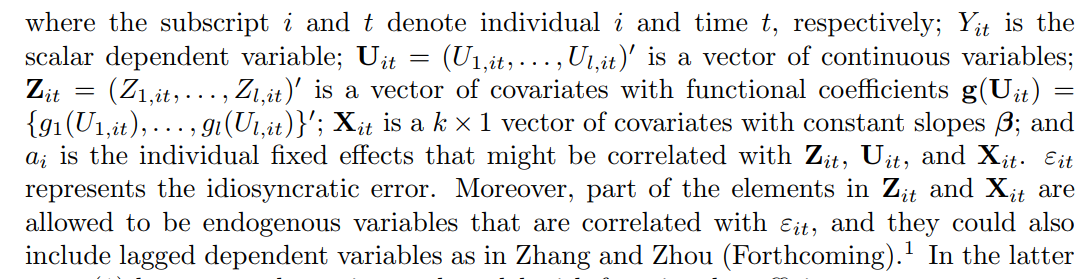 where the subscript i and t denote individual i and time t, respectively; Y_{it} is the
scalar dependent variable; U_{it} = (U_{1,it}, . . . , U_{l,it})′ is a vector of continuous variables;
Z_{it} = (Z_{1,it}, . . . , Z_{l,it})′ is a vector of covariates with functional coefficients g(U_{it}) =
{g_1(U_{1,it}), . . . , g_l(U_{l,it})}′; X_{it} is a k × 1 vector of covariates with constant slopes β; and
a_i is the individual fixed effects that might be correlated with Z_{it}, U_{it}, and X_{it}. ε_{it}
represents the idiosyncratic error. Moreover, part of the elements in Z_{it} and X_{it} are
allowed to be endogenous variables that are correlated with ε_{it}, and they could also
include lagged dependent variables as in Zhang and Zhou (Forthcoming).^1 In the latter